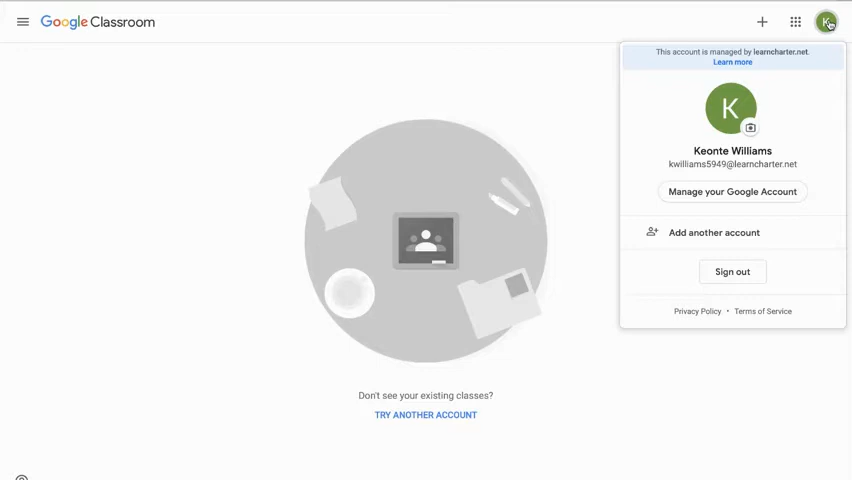 Google Classroom
K
This account is managed by learncharter.net.
Learn more
K
Keonte Williams
kwilliams5949@learncharter.net
Manage your Google Account
Add another account
Sign out
Privacy Policy • Terms of Service
Don't see your existing classes?
TRY ANOTHER ACCOUNT